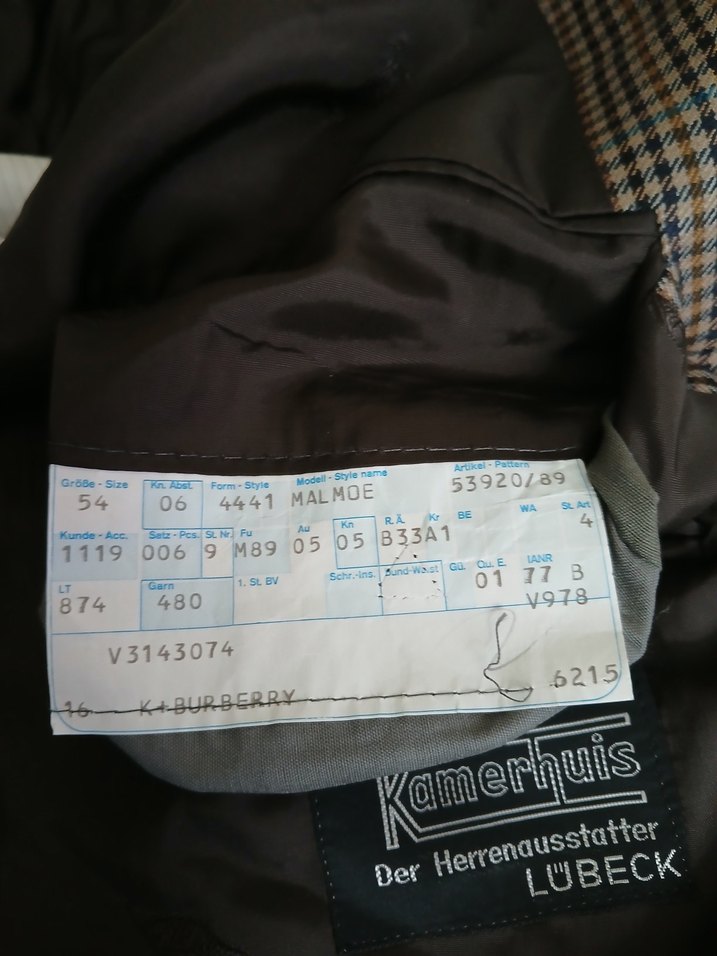 Größe - Size Kn. Abst. Form - Style Modell - Style name Artikel - Pattern
54 06 4441 MALMOE 53920/89
Kunde - Acc. Satz - Pcs. St. Nr. Fu Au Kn R.Ä. Kr BE WA St. Art
1119 006 9 M89 05 05 B33A1 4
LT Garn 1. St. BV Schr.-Ins. Bund-Waist Gü. Qu. E. IANR
874 480 01 77 B
V978
V3143074
16 K+BURBERRY 6215
Kamerhuis
Der Herrenausstatter
LÜBECK